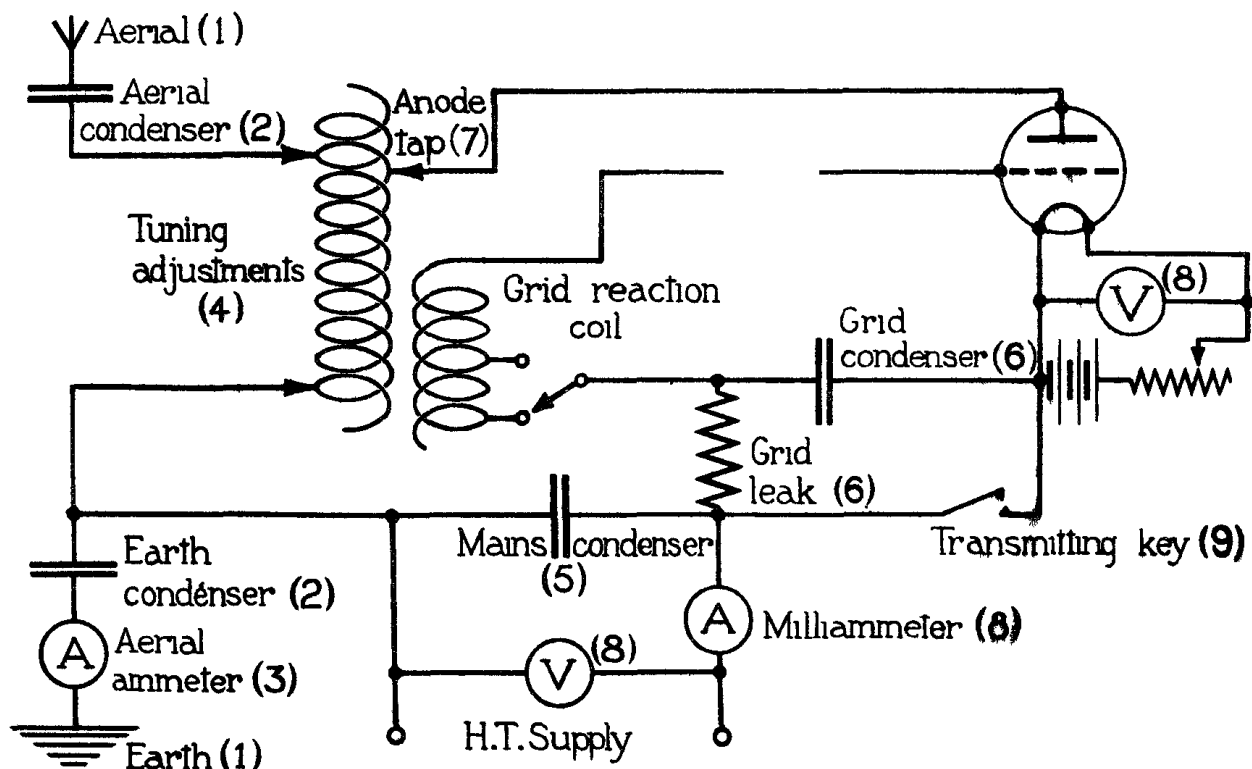 Aerial (1)
Aerial
condenser (2)
Anode
tap (7)
Tuning
adjustments
(4)
Grid reaction
coil
(8)
V
Grid
condenser (6)
Grid
leak (6)
Mains condenser
(5)
Transmitting key (9)
Earth
condenser (2)
A
Aerial
ammeter (3)
A
Milliammeter (8)
V
(8)
H.T. Supply
Earth (1)